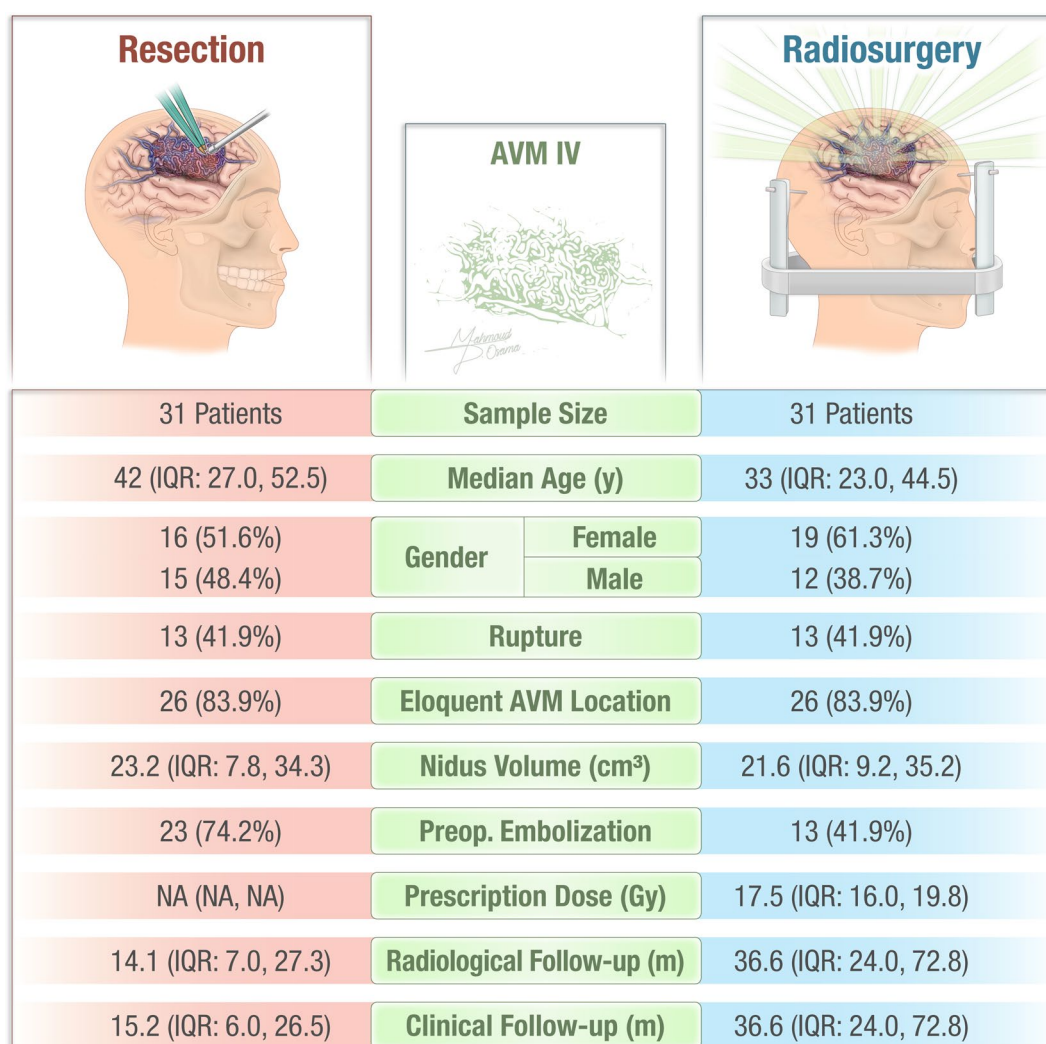 Resection
Radiosurgery
AVM IV
Mahmoud
Osama
31 Patients Sample Size 31 Patients
42 (IQR: 27.0, 52.5) Median Age (y) 33 (IQR: 23.0, 44.5)
16 (51.6%) Gender Female 19 (61.3%)
15 (48.4%) Male 12 (38.7%)
13 (41.9%) Rupture 13 (41.9%)
26 (83.9%) Eloquent AVM Location 26 (83.9%)
23.2 (IQR: 7.8, 34.3) Nidus Volume (cm³) 21.6 (IQR: 9.2, 35.2)
23 (74.2%) Preop. Embolization 13 (41.9%)
NA (NA, NA) Prescription Dose (Gy) 17.5 (IQR: 16.0, 19.8)
14.1 (IQR: 7.0, 27.3) Radiological Follow-up (m) 36.6 (IQR: 24.0, 72.8)
15.2 (IQR: 6.0, 26.5) Clinical Follow-up (m) 36.6 (IQR: 24.0, 72.8)